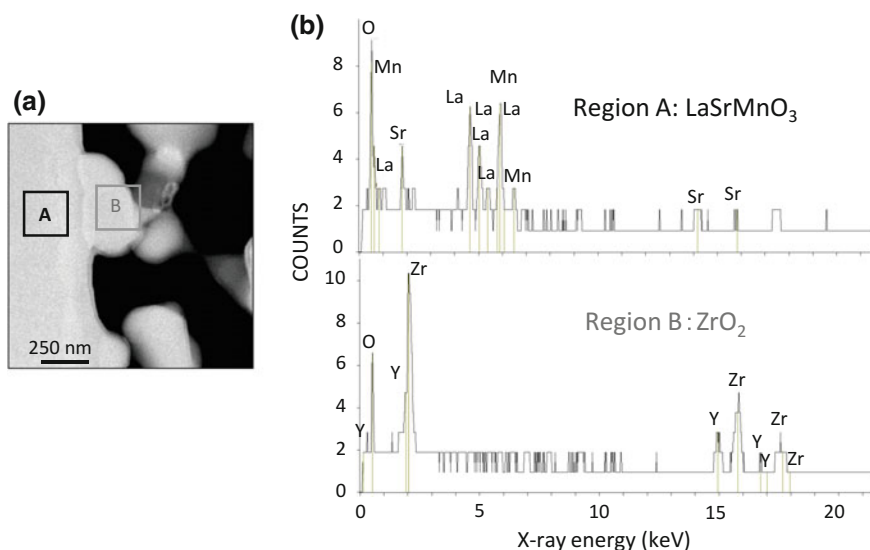 (a)
A
B
250 nm
(b)
COUNTS
8
6
4
2
0
O
Mn
La
Sr
La
La
La
Mn
La
La
Mn
Sr
Sr
Region A: LaSrMnO₃
10
8
6
4
2
0
Y
O
Y
Zr
Y
Zr
Y
Y
Zr
Zr
Region B : ZrO₂
0 5 10 15 20
X-ray energy (keV)